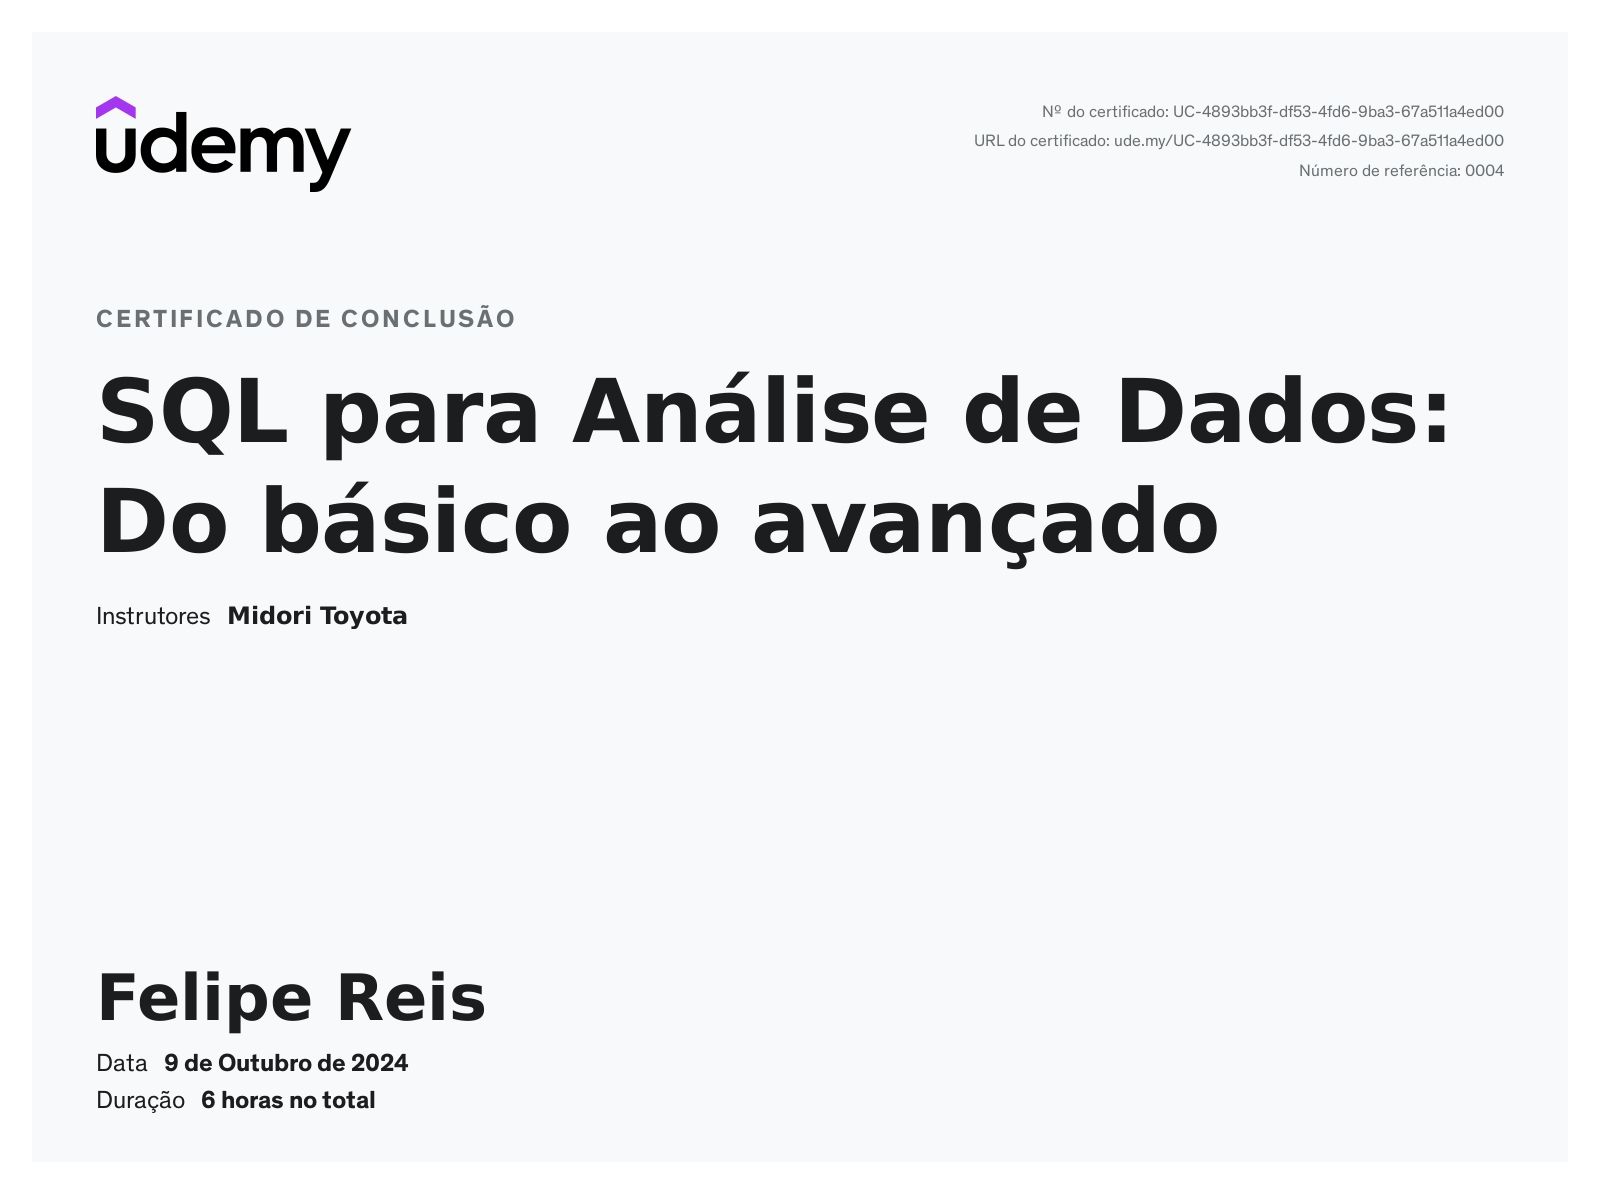 udemy
Nº do certificado: UC-4893bb3f-df53-4fd6-9ba3-67a511a4ed00
URL do certificado: ude.my/UC-4893bb3f-df53-4fd6-9ba3-67a511a4ed00
Número de referência: 0004
CERTIFICADO DE CONCLUSÃO
SQL para Análise de Dados:
Do básico ao avançado
Instrutores Midori Toyota
Felipe Reis
Data 9 de Outubro de 2024
Duração 6 horas no total